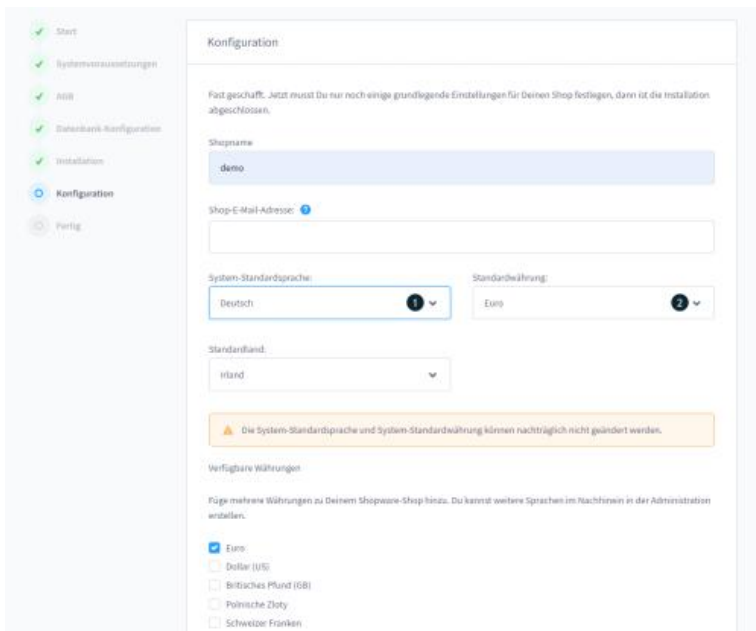 Start
Systemvoraussetzungen
AGB
Datenbank-Konfiguration
Installation
Konfiguration
Fertig
Konfiguration
Fast geschafft. Jetzt musst Du nur noch einige grundlegende Einstellungen für Deinen Shop festlegen, dann ist die Installation
abgeschlossen.
Shopname
demo
Shop-E-Mail-Adresse: ?
System-Standardsprache: Standardwährung:
Deutsch 1 Euro 2
Standardland:
Irland
Die System-Standardsprache und System-Standardwährung können nachträglich nicht geändert werden.
Verfügbare Währungen
Füge mehrere Währungen zu Deinem Shopware-Shop hinzu. Du kannst weitere Sprachen im Nachhinein in der Administration
erstellen.
Euro
Dollar (US)
Britisches Pfund (GB)
Polnische Zloty
Schweizer Franken